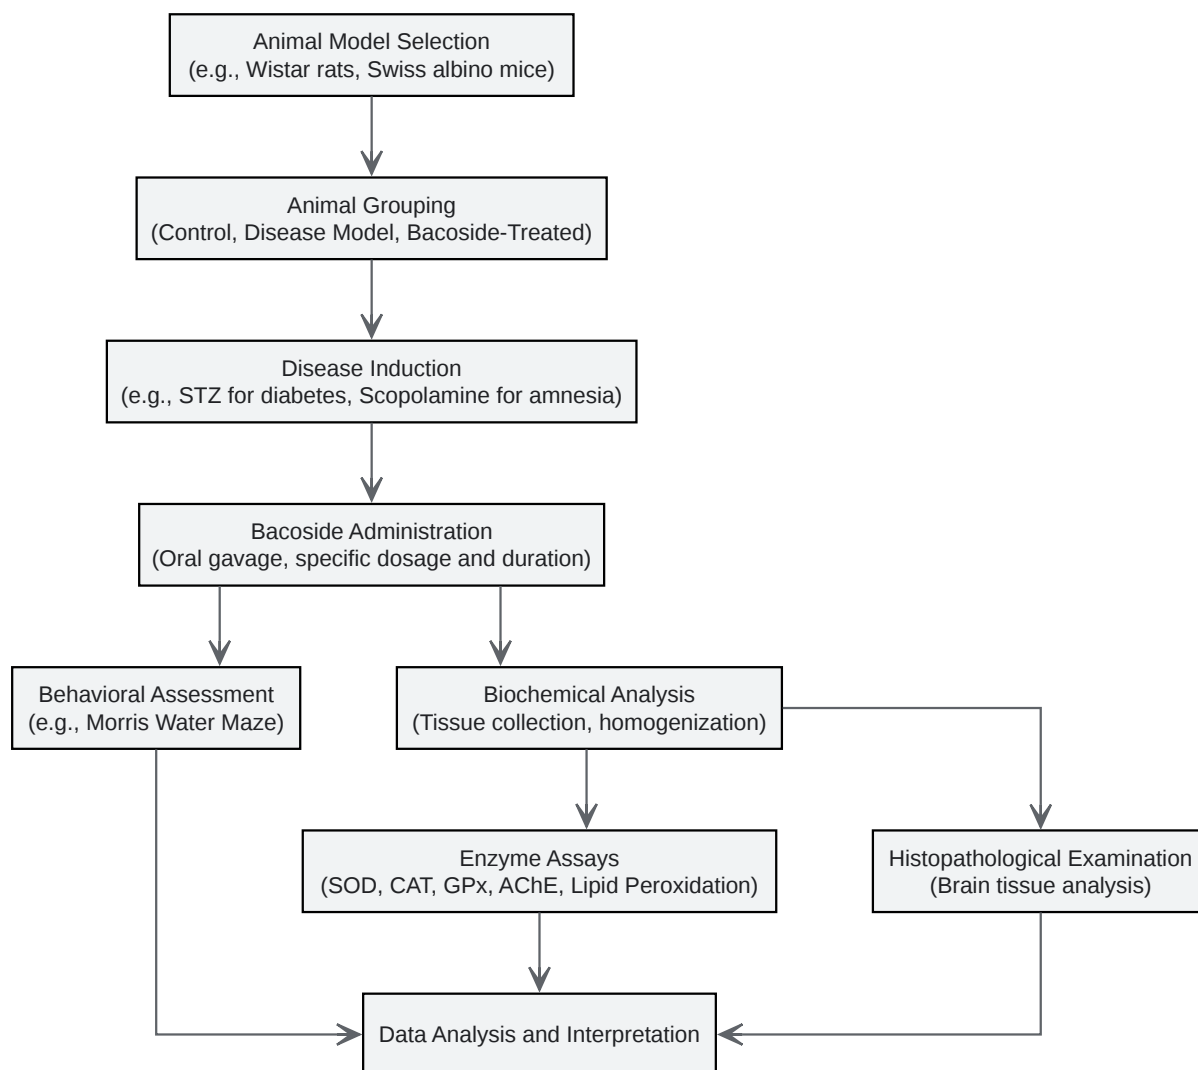 Animal Model Selection
(e.g., Wistar rats, Swiss albino mice)
Animal Grouping
(Control, Disease Model, Bacoside-Treated)
Disease Induction
(e.g., STZ for diabetes, Scopolamine for amnesia)
Bacoside Administration
(Oral gavage, specific dosage and duration)
Behavioral Assessment
(e.g., Morris Water Maze)
Biochemical Analysis
(Tissue collection, homogenization)
Enzyme Assays
(SOD, CAT, GPx, AChE, Lipid Peroxidation)
Histopathological Examination
(Brain tissue analysis)
Data Analysis and Interpretation